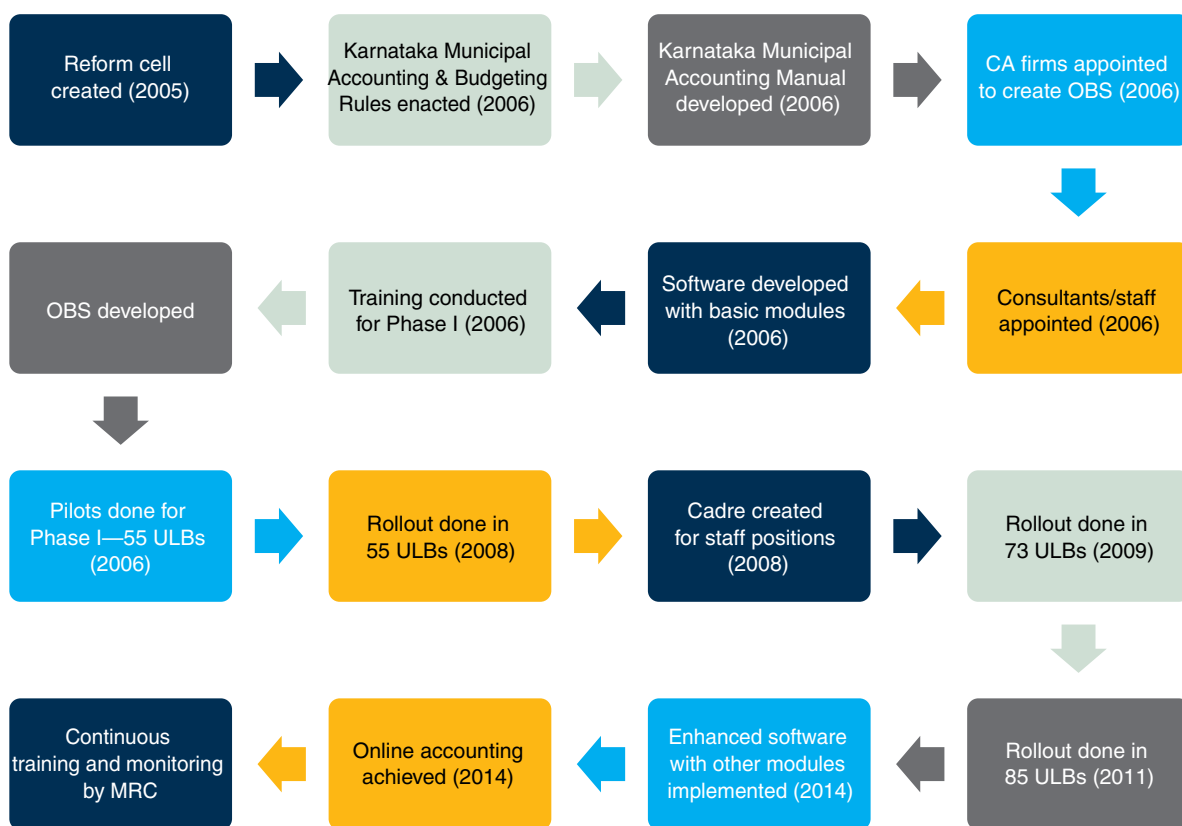 Reform cell
created (2005)
Karnataka Municipal
Accounting & Budgeting
Rules enacted (2006)
Karnataka Municipal
Accounting Manual
developed (2006)
CA firms appointed
to create OBS (2006)
Consultants/staff
appointed (2006)
Software developed
with basic modules
(2006)
Training conducted
for Phase I (2006)
OBS developed
Pilots done for
Phase I—55 ULBs
(2006)
Rollout done in
55 ULBs (2008)
Cadre created
for staff positions
(2008)
Rollout done in
73 ULBs (2009)
Rollout done in
85 ULBs (2011)
Enhanced software
with other modules
implemented (2014)
Online accounting
achieved (2014)
Continuous
training and monitoring
by MRC